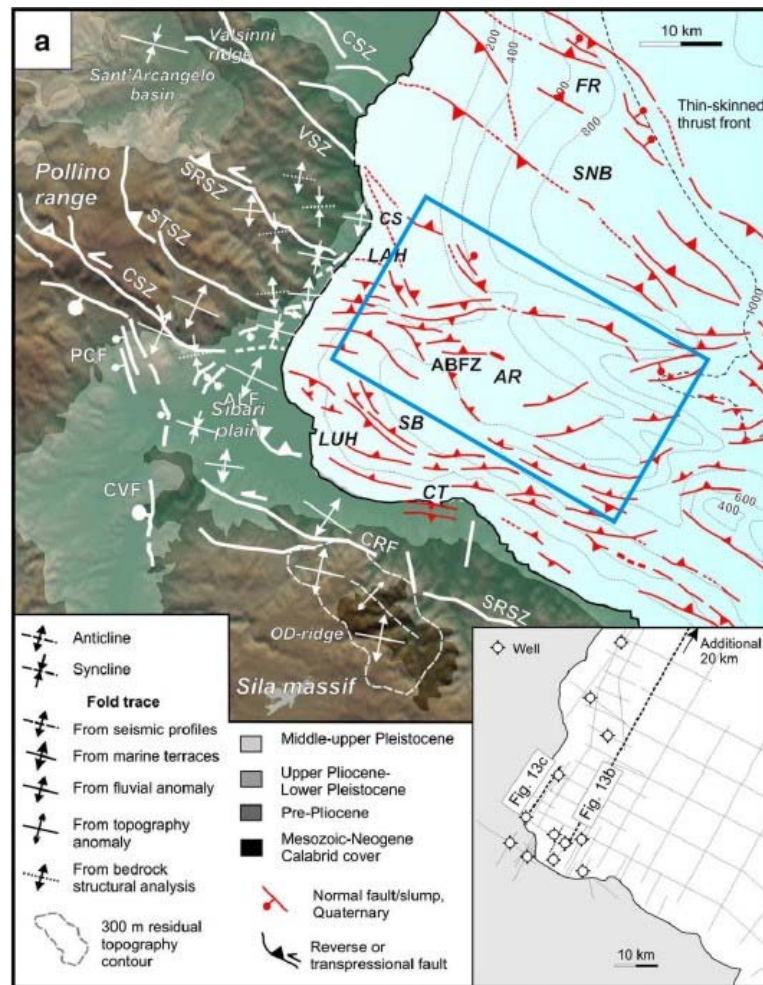 a
Valsinni
ridge
CSZ
Sant'Arcangelo
basin
VSZ
200
400
10 km
FR
800
Thin-skinned
thrust front
SNB
Pollino
range
SRSZ
STSZ
CS
LAH
CSZ
1000
PCF
ABFZ
AR
ALF
Sibari
plain
SB
LUH
CVF
CT
600
400
CRF
SRSZ
OD-ridge
Sila massif
Anticline
Syncline
Fold trace
From seismic profiles
From marine terraces
From fluvial anomaly
From topography
anomaly
From bedrock
structural analysis
300 m residual
topography
contour
Middle-upper Pleistocene
Upper Pliocene-
Lower Pleistocene
Pre-Pliocene
Mesozoic-Neogene
Calabrid cover
Normal fault/slump,
Quaternary
Reverse or
transpressional fault
Well
Additional
20 km
Fig. 13c
Fig. 13b
10 km